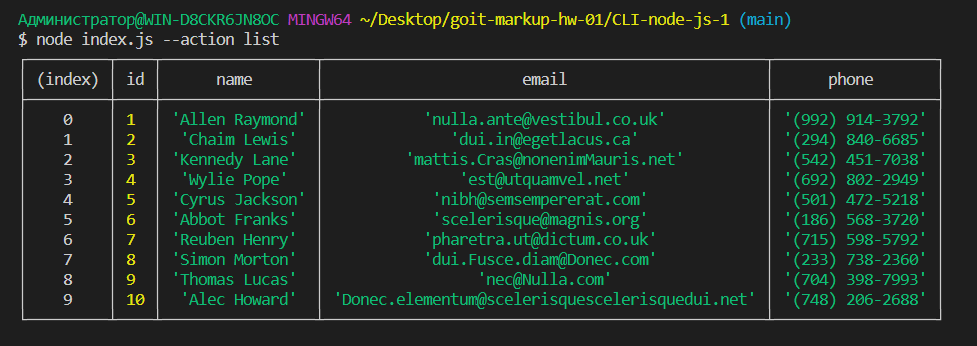 Администратор@WIN-D8CKR6JN8OC MINGW64 ~/Desktop/goit-markup-hw-01/CLI-node-js-1 (main)
$ node index.js --action list
(index) id name email phone
0 1 'Allen Raymond' 'nulla.ante@vestibul.co.uk' '(992) 914-3792'
1 2 'Chaim Lewis' 'dui.in@egetlacus.ca' '(294) 840-6685'
2 3 'Kennedy Lane' 'mattis.Cras@nonenimMauris.net' '(542) 451-7038'
3 4 'Wylie Pope' 'est@utquamvel.net' '(692) 802-2949'
4 5 'Cyrus Jackson' 'nibh@semsempererat.com' '(501) 472-5218'
5 6 'Abbot Franks' 'scelerisque@magnis.org' '(186) 568-3720'
6 7 'Reuben Henry' 'pharetra.ut@dictum.co.uk' '(715) 598-5792'
7 8 'Simon Morton' 'dui.Fusce.diam@Donec.com' '(233) 738-2360'
8 9 'Thomas Lucas' 'nec@Nulla.com' '(704) 398-7993'
9 10 'Alec Howard' 'Donec.elementum@scelerisquescelerisquedui.net' '(748) 206-2688'